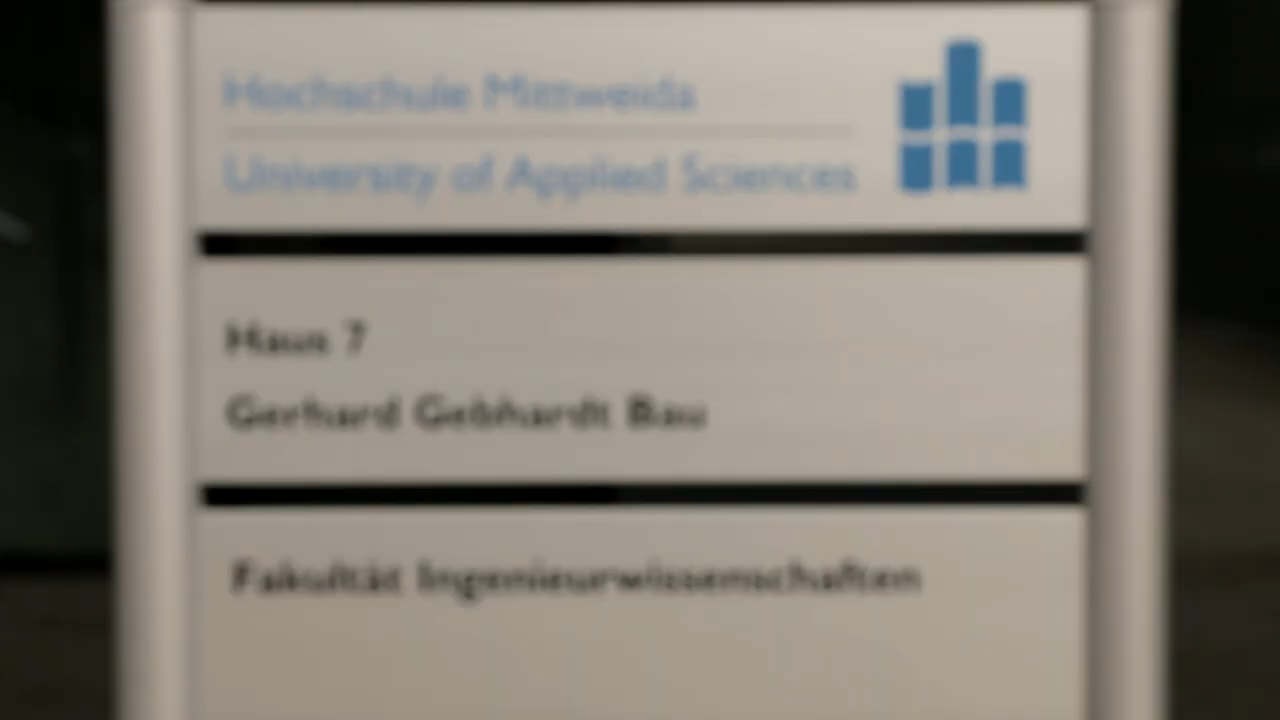 Hochschule Mittweida
University of Applied Sciences
Haus 7
Gerhard Gebhardt Bau
Fakultät Ingenieurwissenschaften